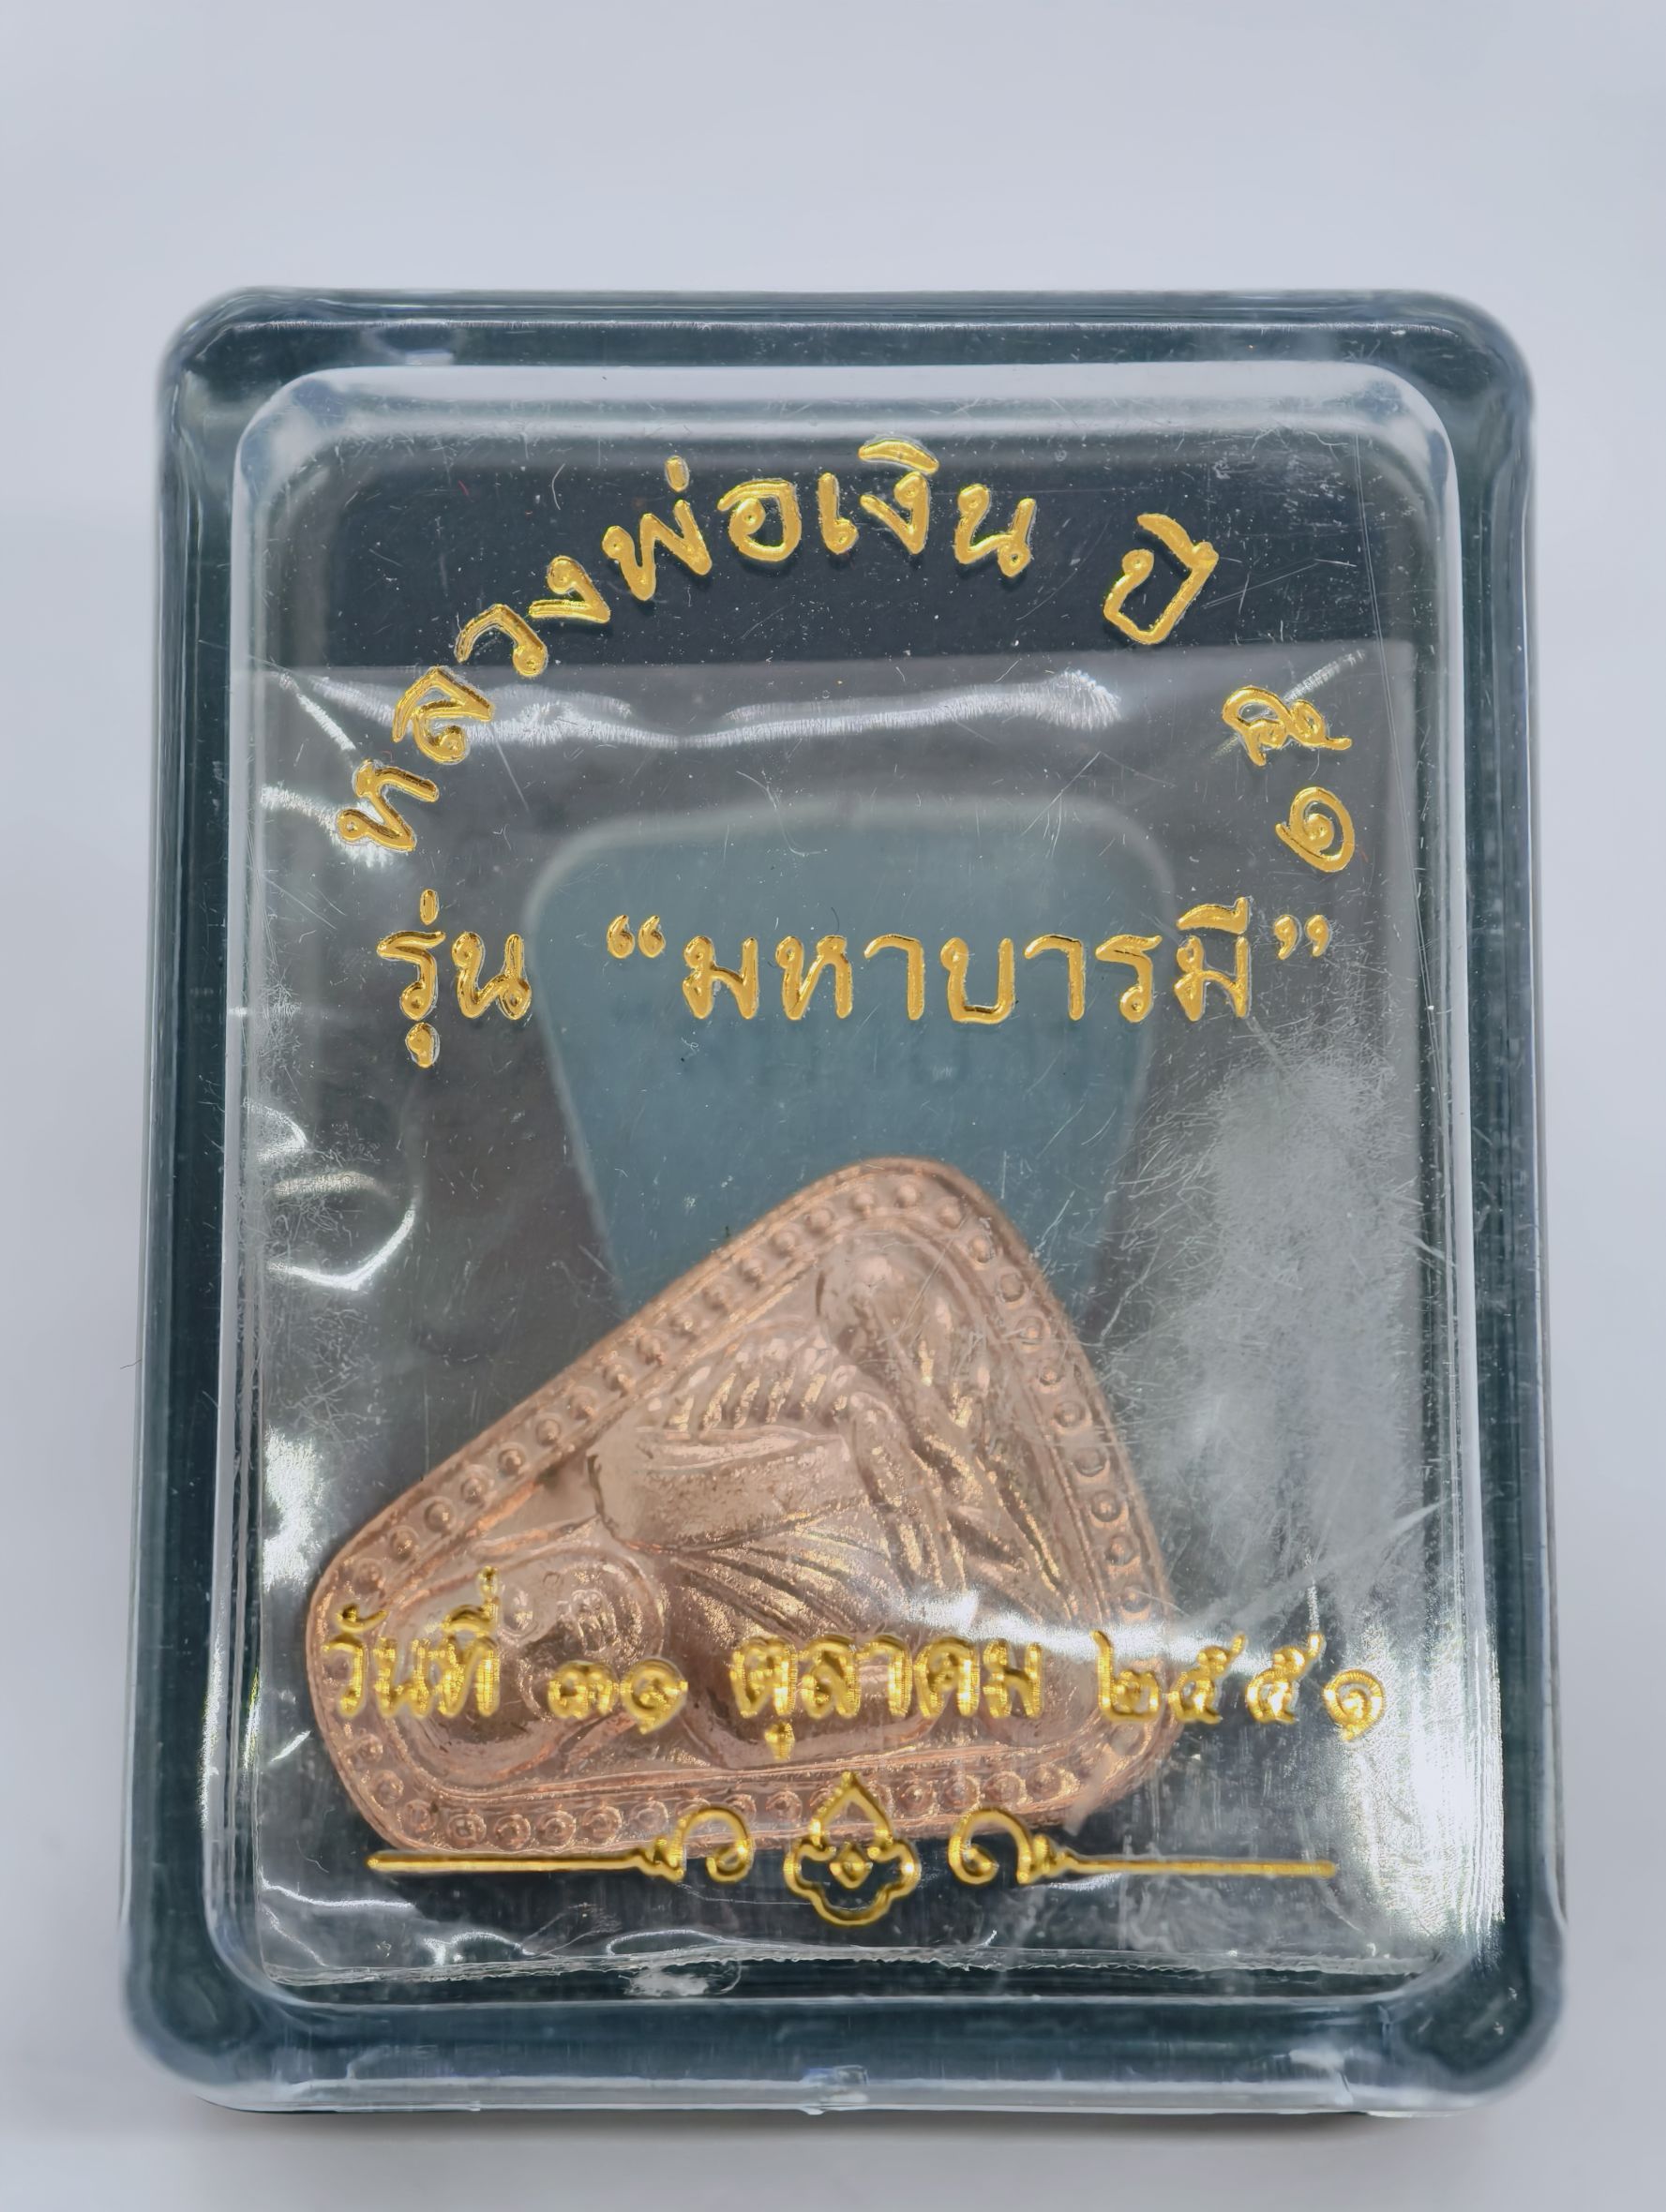 หลวงพ่อเงิน ปี ๕๑
รุ่น “มหาบารมี”
วันที่ ๓๑ ตุลาคม ๒๕๕๑